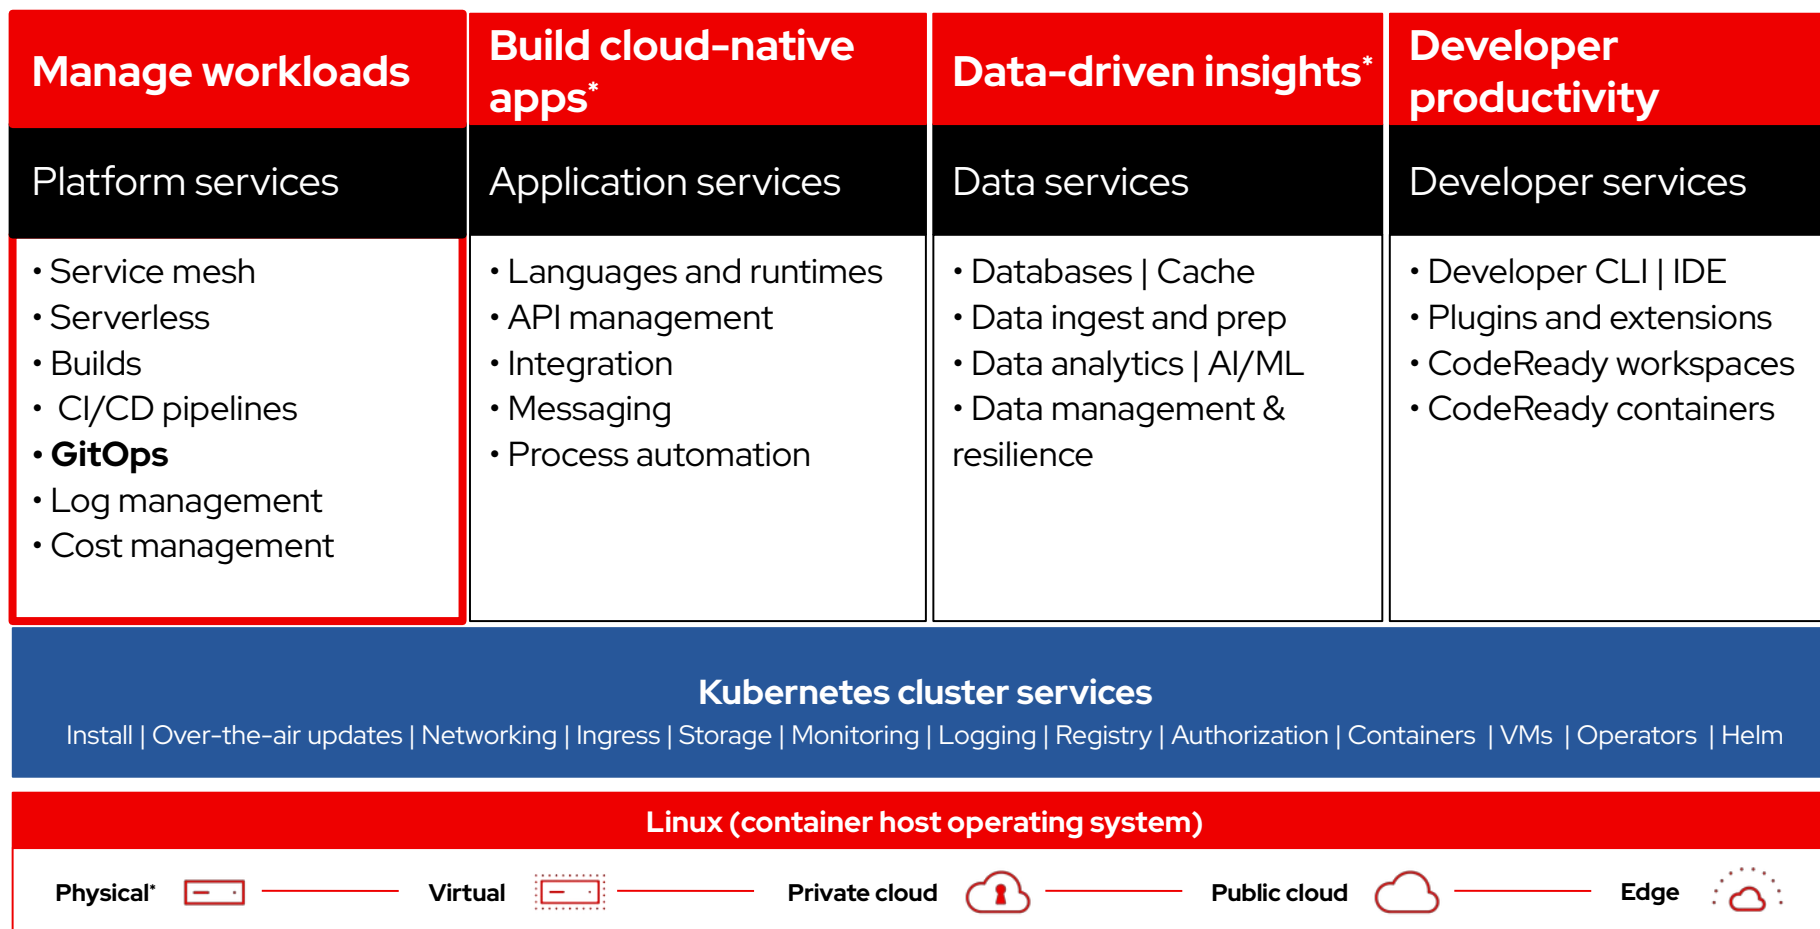 Manage workloads
Platform services
• Service mesh
• Serverless
• Builds
• CI/CD pipelines
• GitOps
• Log management
• Cost management
Build cloud-native
apps*
Application services
• Languages and runtimes
• API management
• Integration
• Messaging
• Process automation
Data-driven insights*
Data services
• Databases | Cache
• Data ingest and prep
• Data analytics | AI/ML
• Data management &
resilience
Developer
productivity
Developer services
• Developer CLI | IDE
• Plugins and extensions
• CodeReady workspaces
• CodeReady containers
Kubernetes cluster services
Install | Over-the-air updates | Networking | Ingress | Storage | Monitoring | Logging | Registry | Authorization | Containers | VMs | Operators | Helm
Linux (container host operating system)
Physical* Virtual Private cloud Public cloud Edge